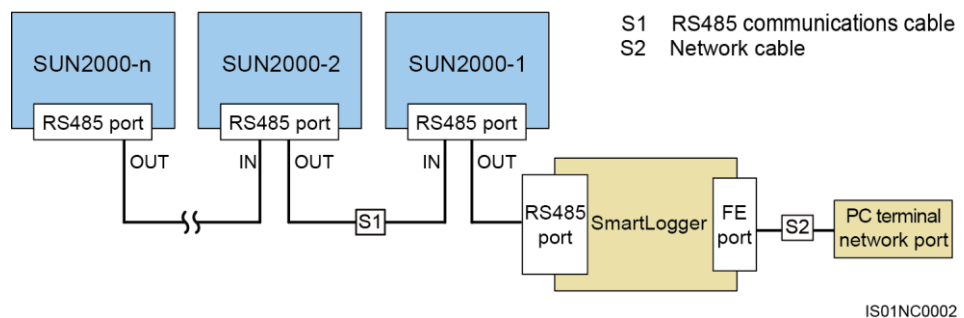 S1 RS485 communications cable
S2 Network cable
SUN2000-n
SUN2000-2
SUN2000-1
RS485 port
RS485 port
RS485 port
OUT
IN
OUT
IN
OUT
S1
RS485
port
SmartLogger
FE
port
S2
PC terminal
network port
IS01NC0002